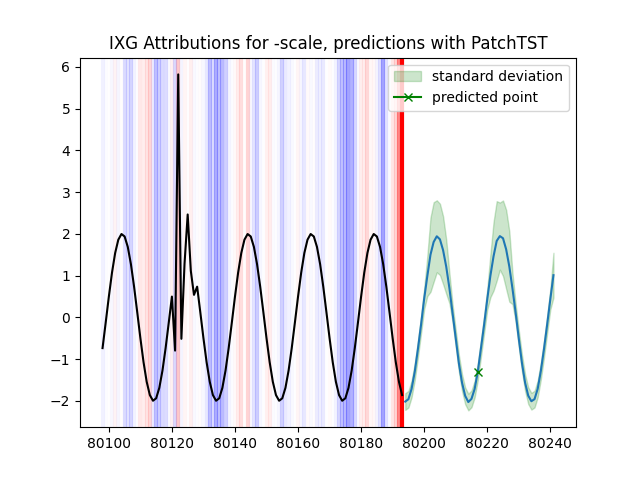 IXG Attributions for -scale, predictions with PatchTST
standard deviation
predicted point
6
5
4
3
2
1
0
−1
−2
80100 80120 80140 80160 80180 80200 80220 80240